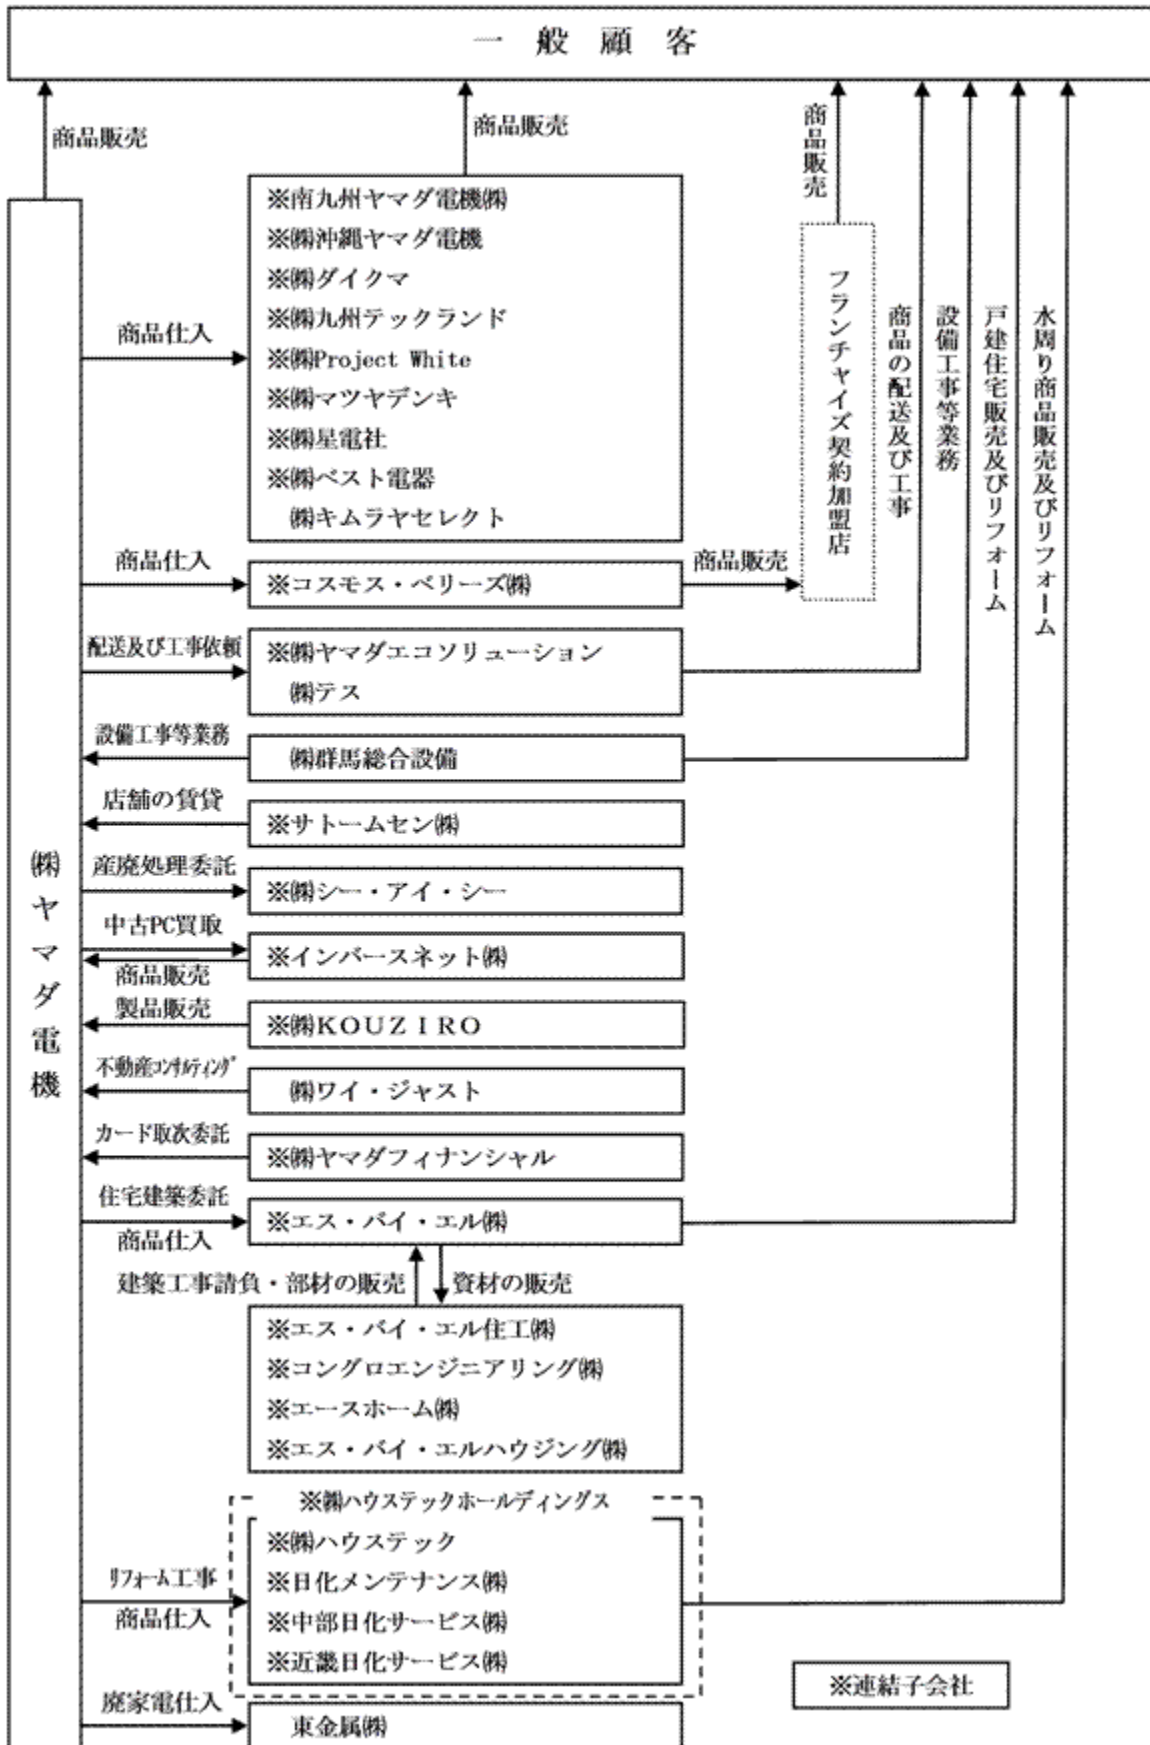 一般顧客
商品販売
商品販売
商品販売
※南九州ヤマダ電機㈱
※㈱沖縄ヤマダ電機
※㈱ダイクマ
※㈱九州テックランド
※㈱Project White
※㈱マツヤデンキ
※㈱星電社
※㈱ベスト電器
㈱キムラヤセレクト
商品仕入
フランチャイズ契約加盟店
商品の配送及び工事
設備工事等業務
戸建住宅販売及びリフォーム
水周り商品販売及びリフォーム
商品仕入
※コスモス・ベリーズ㈱
商品販売
配送及び工事依頼
※㈱ヤマダエコソリューション
㈱テス
設備工事等業務
㈱群馬総合設備
店舗の賃貸
※サトームセン㈱
㈱ヤマダ電機
産廃処理委託
※㈱シー・アイ・シー
中古PC買取
※インバースネット㈱
商品販売
製品販売
※㈱KOUZIRO
不動産ｺﾝｻﾙﾃｨﾝｸﾞ
㈱ワイ・ジャスト
カード取次委託
※㈱ヤマダフィナンシャル
住宅建築委託
※エス・バイ・エル㈱
商品仕入
建築工事請負・部材の販売
資材の販売
※エス・バイ・エル住工㈱
※コングロエンジニアリング㈱
※エースホーム㈱
※エス・バイ・エルハウジング㈱
※㈱ハウステックホールディングス
※㈱ハウステック
※日化メンテナンス㈱
※中部日化サービス㈱
※近畿日化サービス㈱
ﾘﾌｫｰﾑ工事
商品仕入
※連結子会社
廃家電仕入
東金属㈱